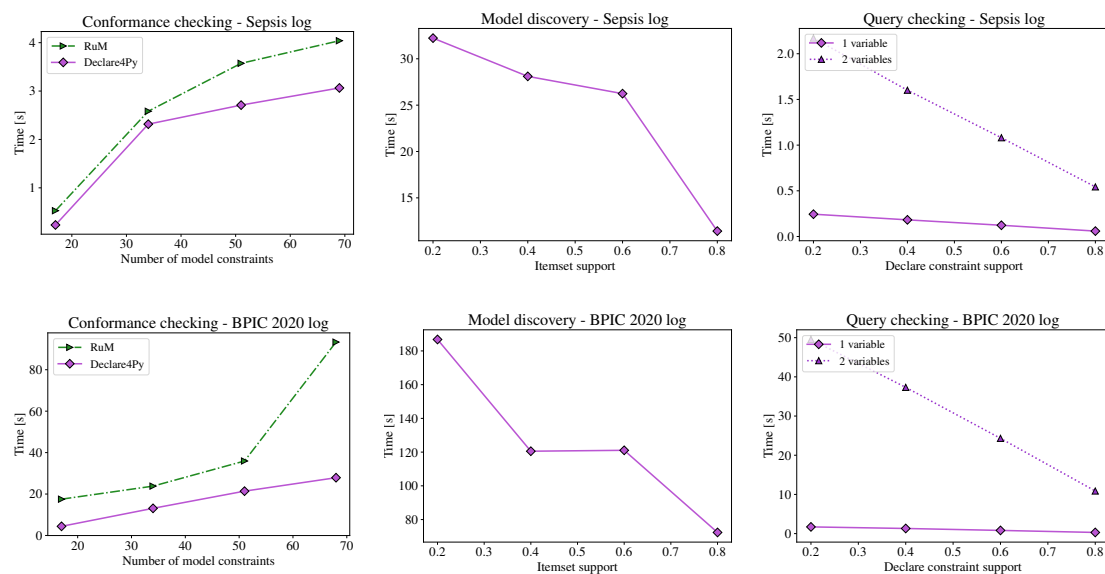 Conformance checking - Sepsis log
RuM
Declare4Py
Time [s]
4
3
2
1
20 30 40 50 60 70
Number of model constraints
Model discovery - Sepsis log
Time [s]
30
25
20
15
0.2 0.3 0.4 0.5 0.6 0.7 0.8
Itemset support
Query checking - Sepsis log
1 variable
2 variables
Time [s]
2.0
1.5
1.0
0.5
0.0
0.2 0.3 0.4 0.5 0.6 0.7 0.8
Declare constraint support
Conformance checking - BPIC 2020 log
RuM
Declare4Py
Time [s]
80
60
40
20
0
20 30 40 50 60 70
Number of model constraints
Model discovery - BPIC 2020 log
Time [s]
180
160
140
120
100
80
0.2 0.3 0.4 0.5 0.6 0.7 0.8
Itemset support
Query checking - BPIC 2020 log
1 variable
2 variables
Time [s]
50
40
30
20
10
0
0.2 0.3 0.4 0.5 0.6 0.7 0.8
Declare constraint support